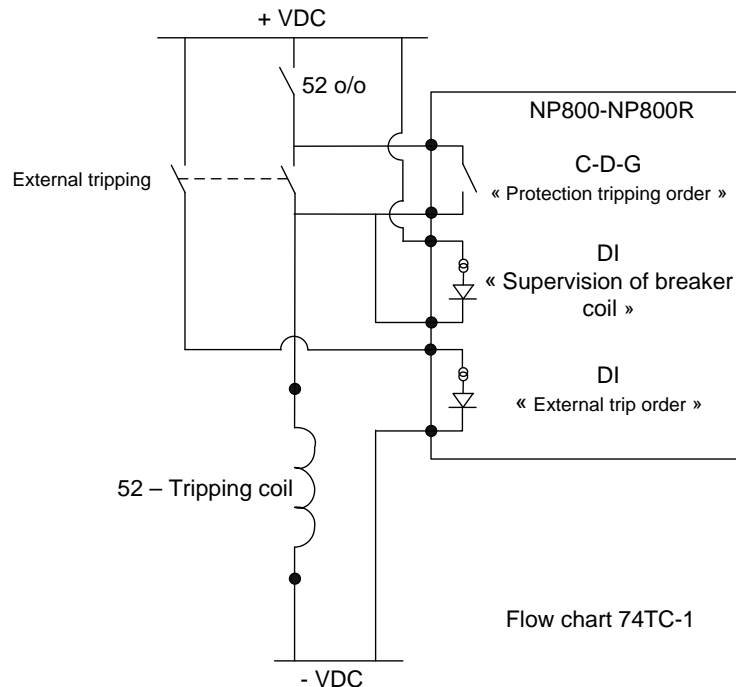 + VDC
52 o/o
NP800-NP800R
External tripping
C-D-G
« Protection tripping order »
DI
« Supervision of breaker
coil »
DI
« External trip order »
52 – Tripping coil
Flow chart 74TC-1
- VDC